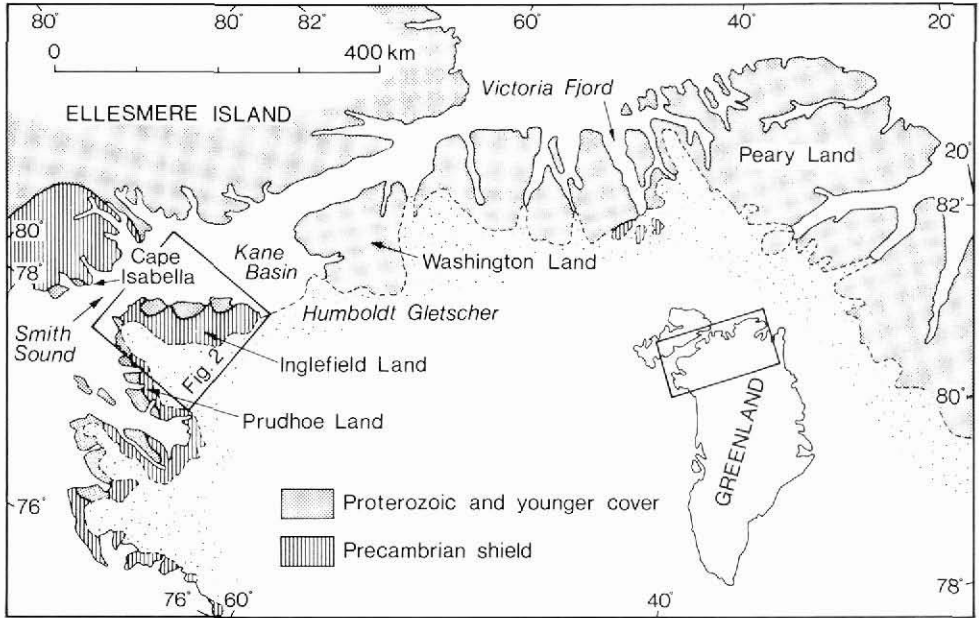 80° 80° 82° 60° 40° 20°
0 400 km
Victoria Fjord
ELLESMERE ISLAND
Peary Land
20°
80°
Kane
Basin
82°
Cape
Isabella
Washington Land
78°
Humboldt Gletscher
Smith
Sound
Inglefield Land
Fig. 2
80°
Prudhoe Land
GREENLAND
76°
Proterozoic and younger cover
Precambrian shield
78°
76° 60° 40°